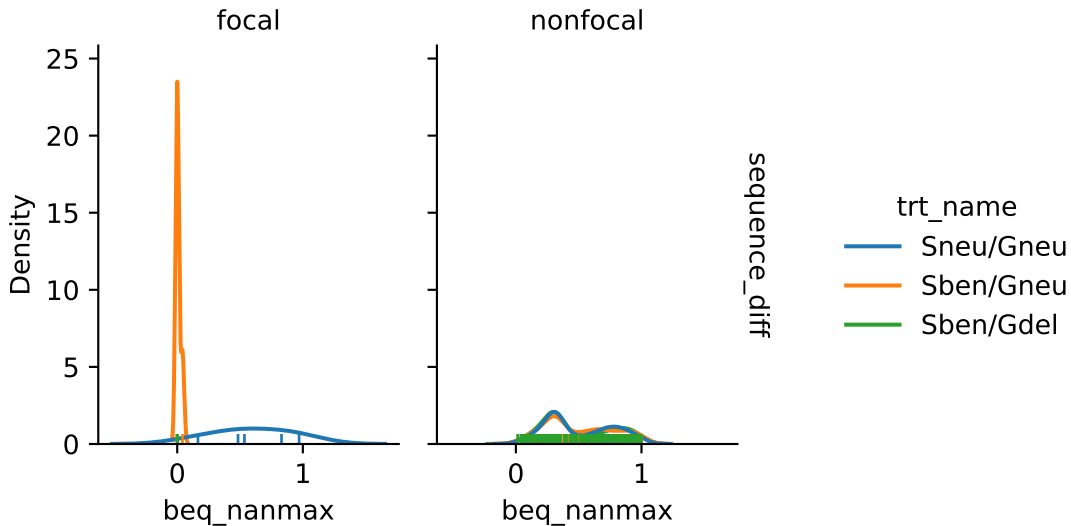 focal
nonfocal
25
20
15
10
5
0
Density
0
1
0
1
beq_nanmax
beq_nanmax
sequence_diff
trt_name
Sneu/Gneu
Sben/Gneu
Sben/Gdel